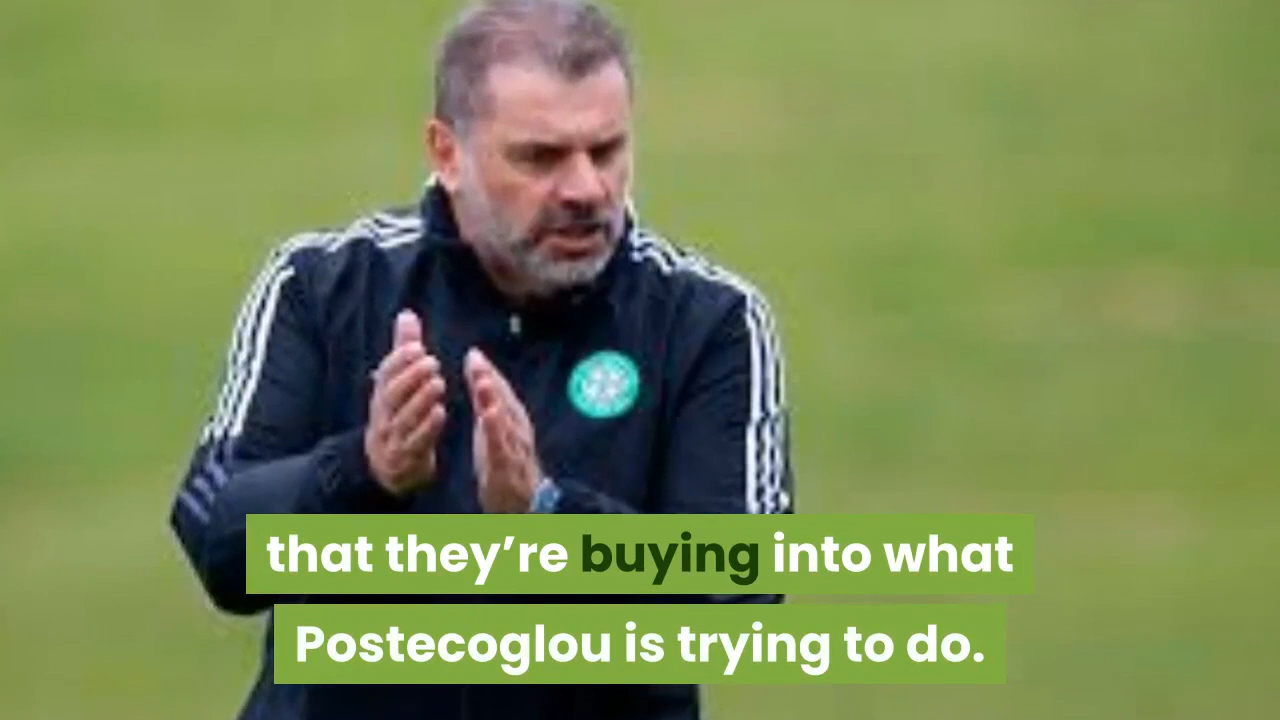 that they’re buying into what
Postecoglou is trying to do.